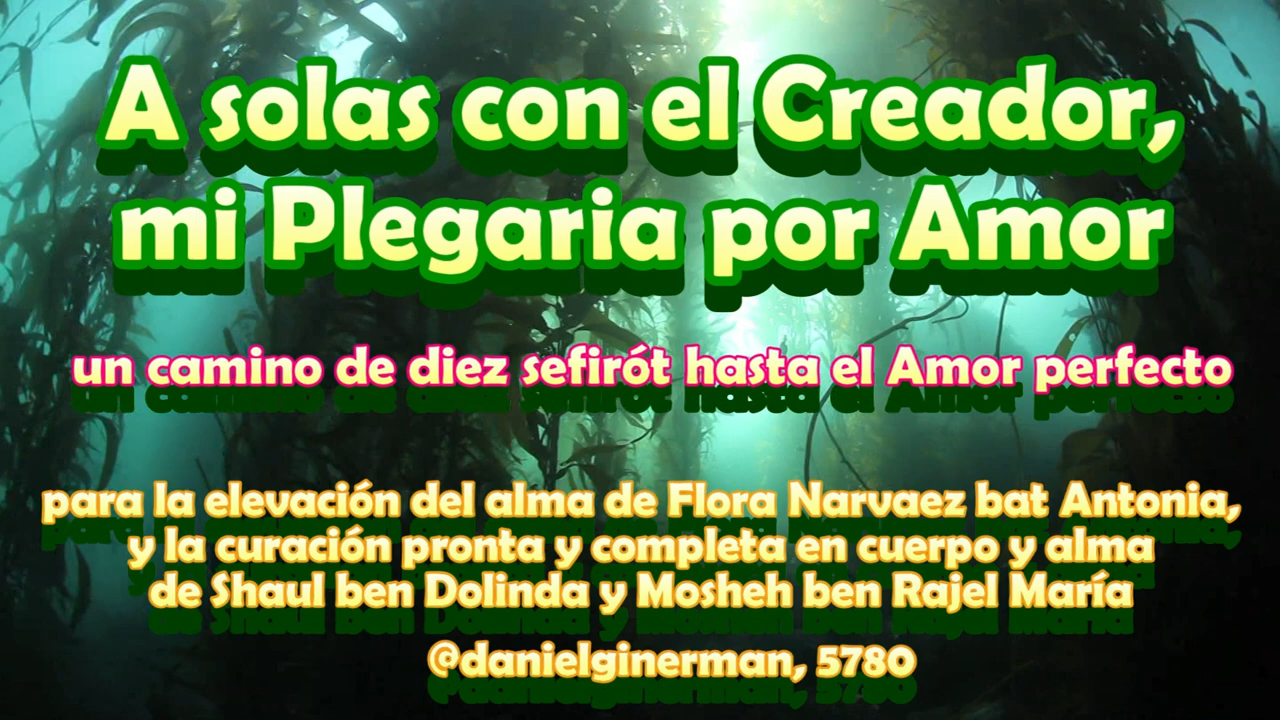 A solas con el Creador,
mi Plegaria por Amor
un camino de diez sefirót hasta el Amor perfecto
para la elevación del alma de Flora Narvaez bat Antonia,
y la curación pronta y completa en cuerpo y alma
de Shaul ben Dolinda y Mosheh ben Rajel María
@danielginerman, 5780